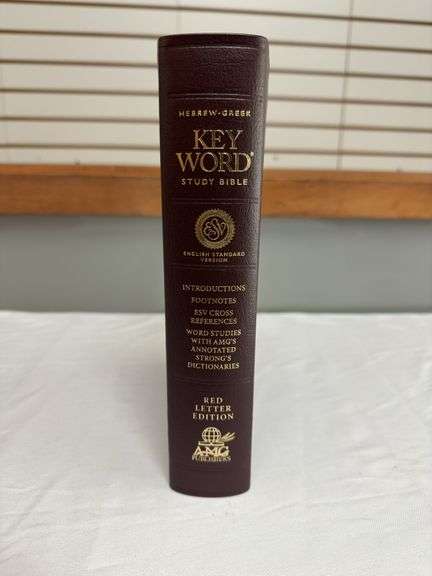 HEBREW-GREEK
KEY
WORD®
STUDY BIBLE
ESV
ENGLISH STANDARD
VERSION
INTRODUCTIONS
FOOTNOTES
ESV CROSS
REFERENCES
WORD STUDIES
WITH AMG'S
ANNOTATED
STRONG'S
DICTIONARIES
RED
LETTER
EDITION
AMG
PUBLISHERS